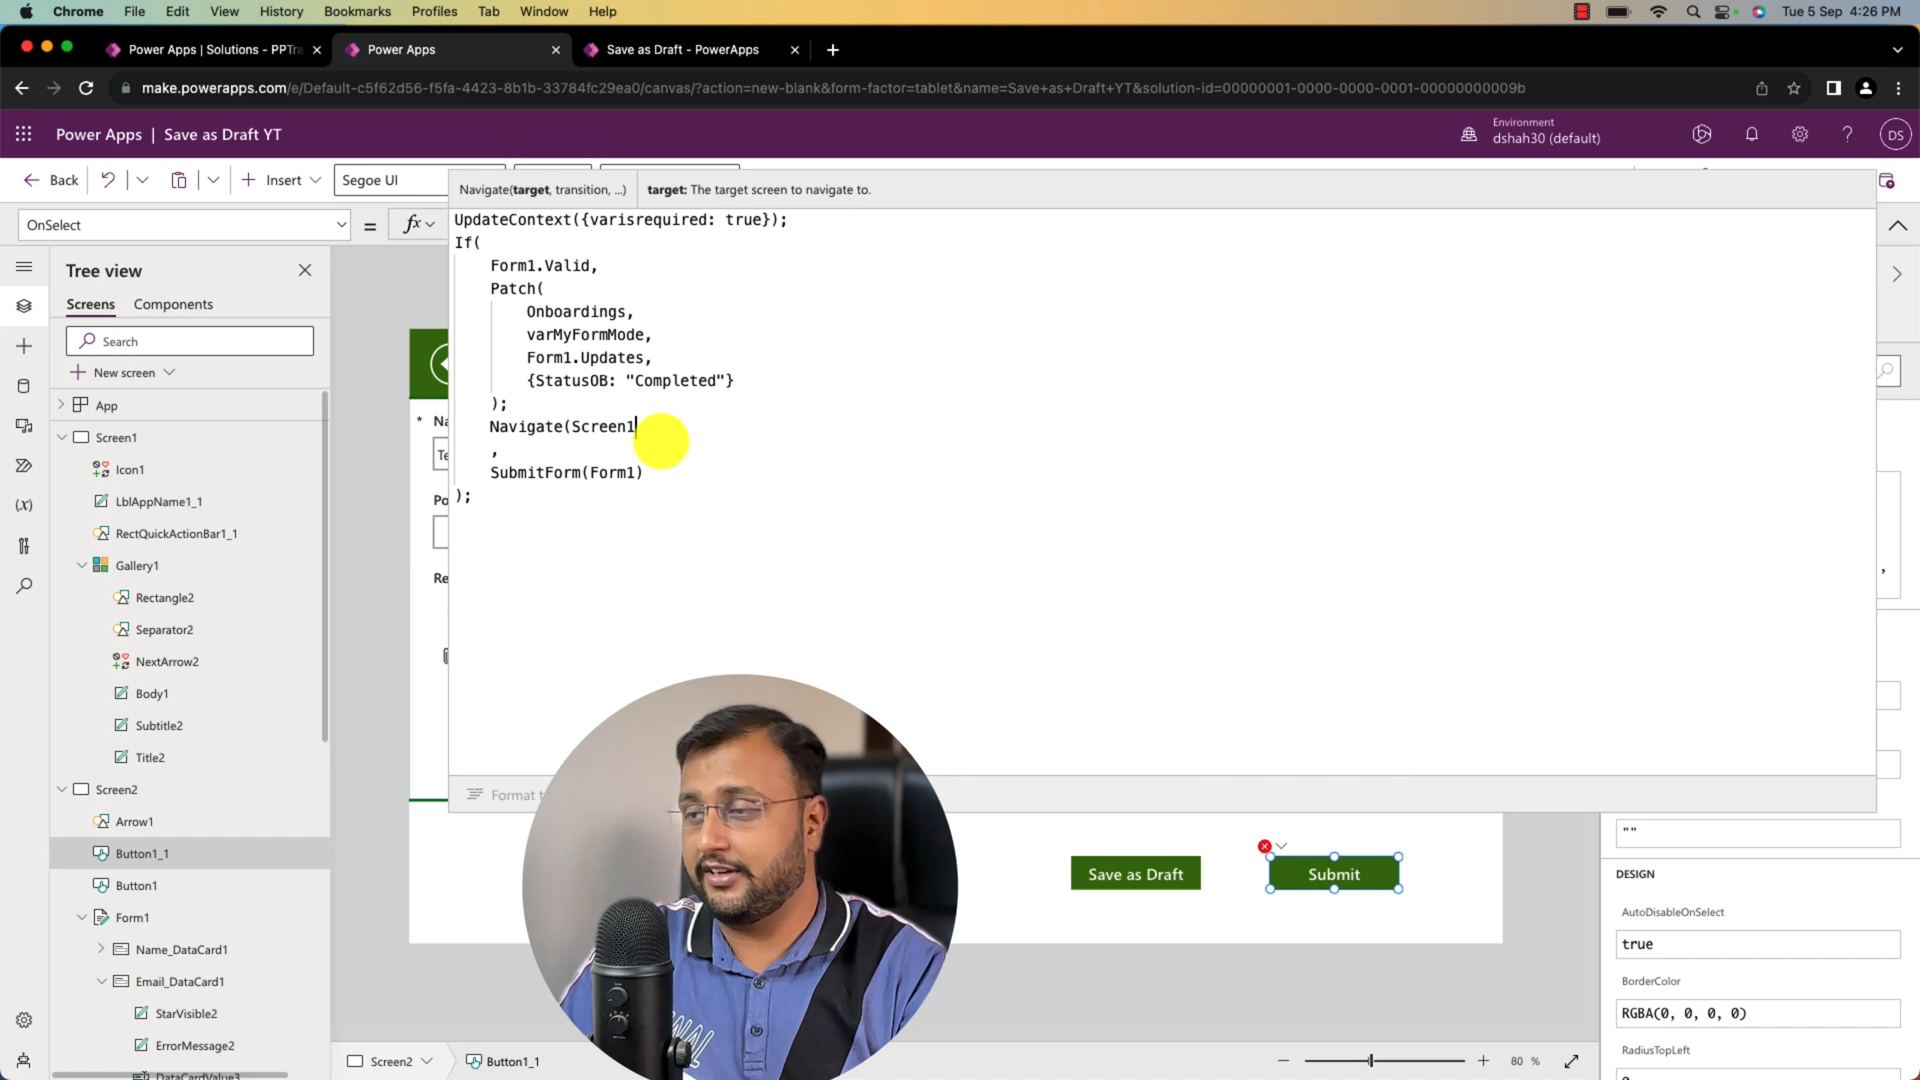 Chrome File Edit View History Bookmarks Profiles Tab Window Help Tue 5 Sep 4:26 PM
Power Apps | Solutions - PPTra Power Apps Save as Draft - PowerApps
make.powerapps.com/e/Default-c5f62d56-f5fa-4423-8b1b-33784fc29ea0/canvas/?action=new-blank&form-factor=tablet&name=Save+as+Draft+YT&solution-id=00000001-0000-0000-0001-00000000009b
Power Apps | Save as Draft YT
Environment
dshah30 (default)
DS
Back Insert Segoe UI
Navigate(target, transition, ...) target: The target screen to navigate to.
OnSelect = fx
UpdateContext({varisrequired: true});
If(
Form1.Valid,
Patch(
Onboardings,
varMyFormMode,
Form1.Updates,
{StatusOB: "Completed"}
);
Navigate(Screen1
,
SubmitForm(Form1)
);
Format t
Tree view
Screens Components
Search
New screen
App
Screen1
Icon1
LblAppName1_1
RectQuickActionBar1_1
Gallery1
Rectangle2
Separator2
NextArrow2
Body1
Subtitle2
Title2
Screen2
Arrow1
Button1_1
Button1
Form1
Name_DataCard1
Email_DataCard1
StarVisible2
ErrorMessage2
DataCardValue3
* Na
Te
Po
Re
Save as Draft Submit
,
""
DESIGN
AutoDisableOnSelect
true
BorderColor
RGBA(0, 0, 0, 0)
RadiusTopLeft
Screen2 Button1_1 80 %